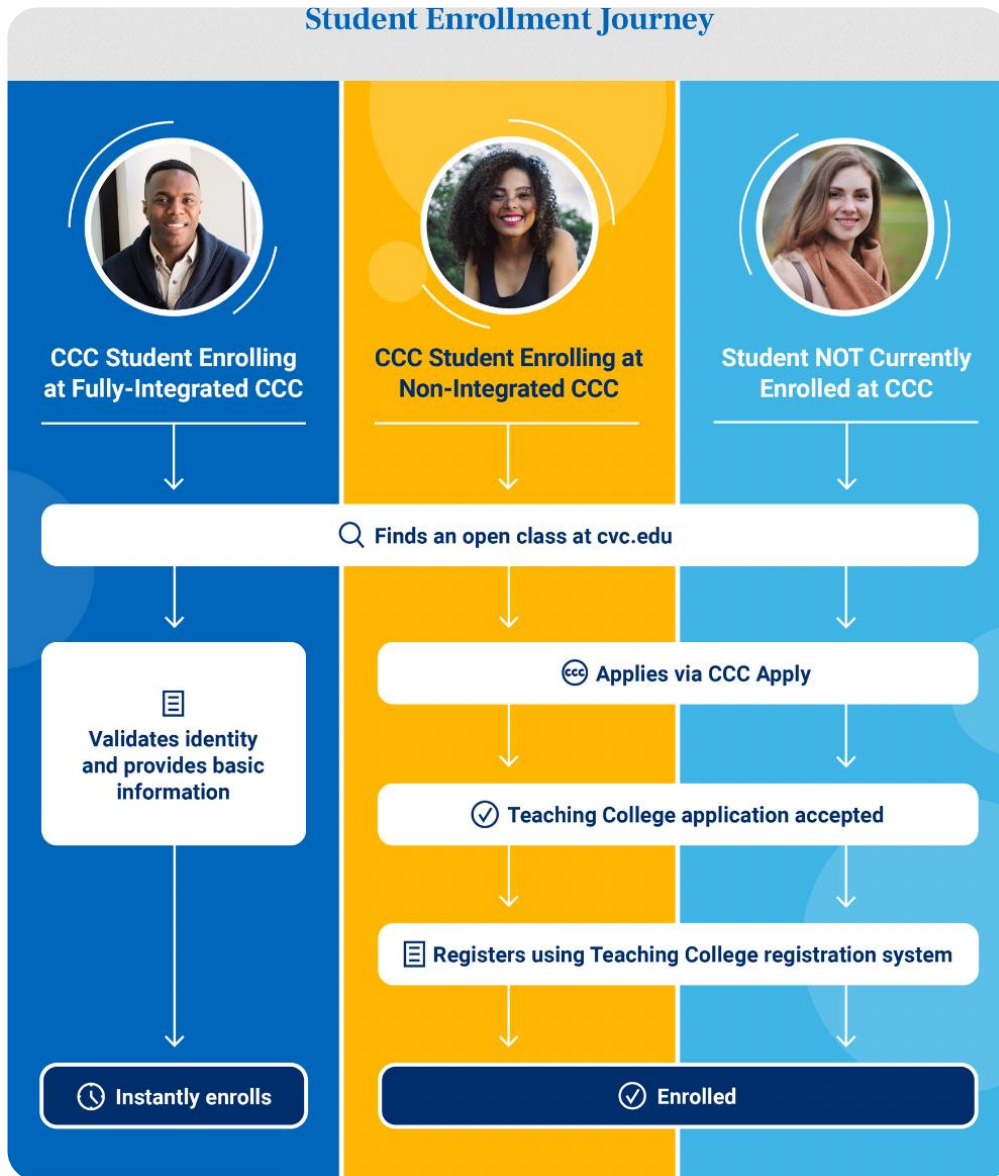 Student Enrollment Journey
CCC Student Enrolling
at Fully-Integrated CCC
CCC Student Enrolling at
Non-Integrated CCC
Student NOT Currently
Enrolled at CCC
Finds an open class at cvc.edu
Validates identity
and provides basic
information
CCC Applies via CCC Apply
Teaching College application accepted
Registers using Teaching College registration system
Instantly enrolls
Enrolled